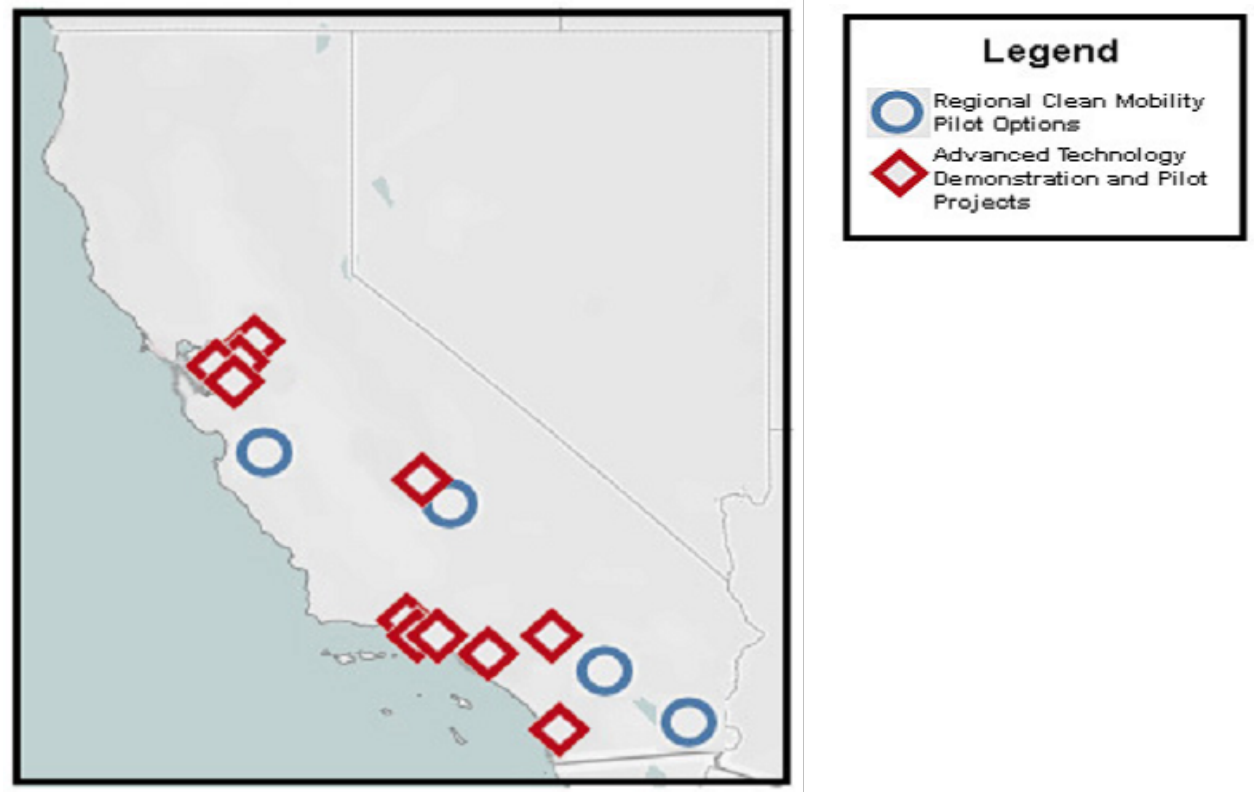 Legend
Regional Clean Mobility
Pilot Options
Advanced Technology
Demonstration and Pilot
Projects